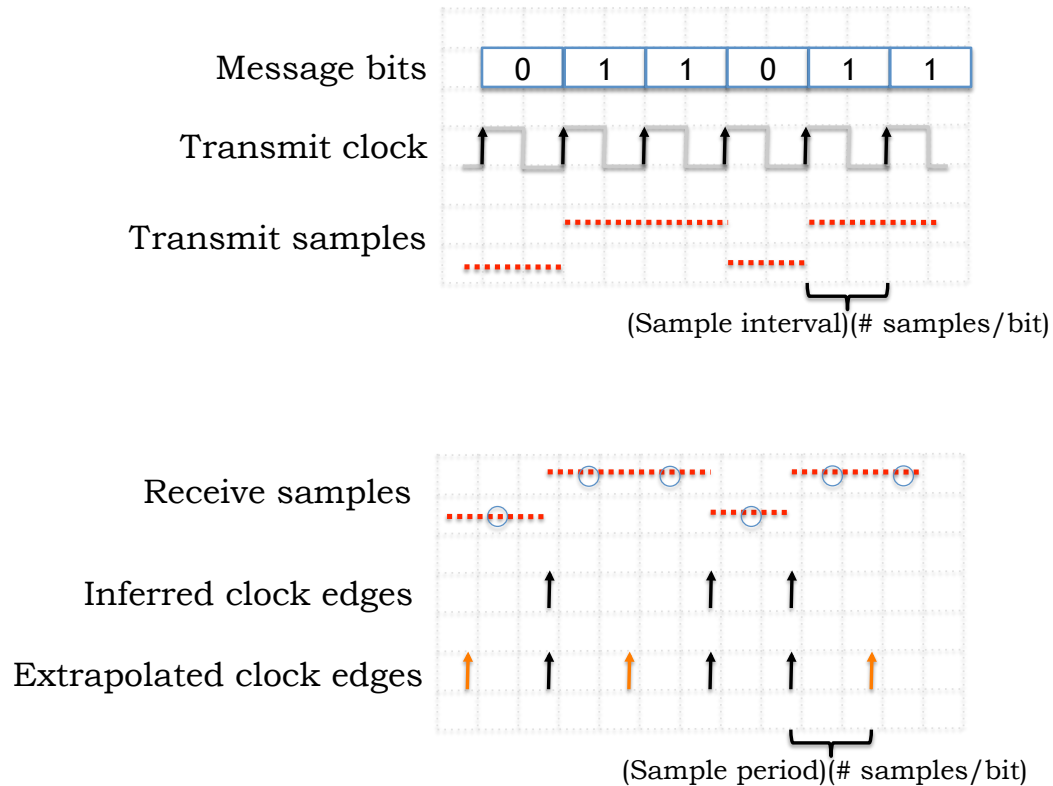 Message bits
0 1 1 0 1 1
Transmit clock
Transmit samples
(Sample interval)(# samples/bit)
Receive samples
Inferred clock edges
Extrapolated clock edges
(Sample period)(# samples/bit)